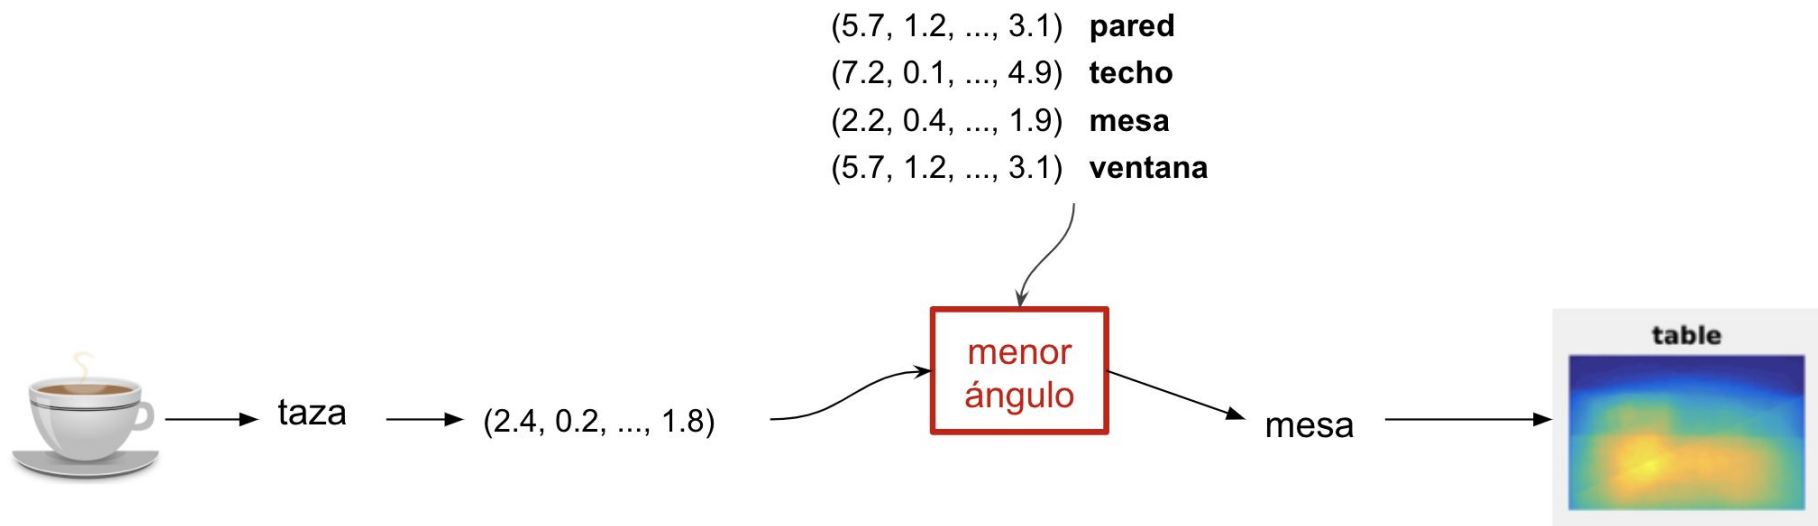 (5.7, 1.2, ..., 3.1) pared
(7.2, 0.1, ..., 4.9) techo
(2.2, 0.4, ..., 1.9) mesa
(5.7, 1.2, ..., 3.1) ventana
taza
(2.4, 0.2, ..., 1.8)
menor
ángulo
mesa
table